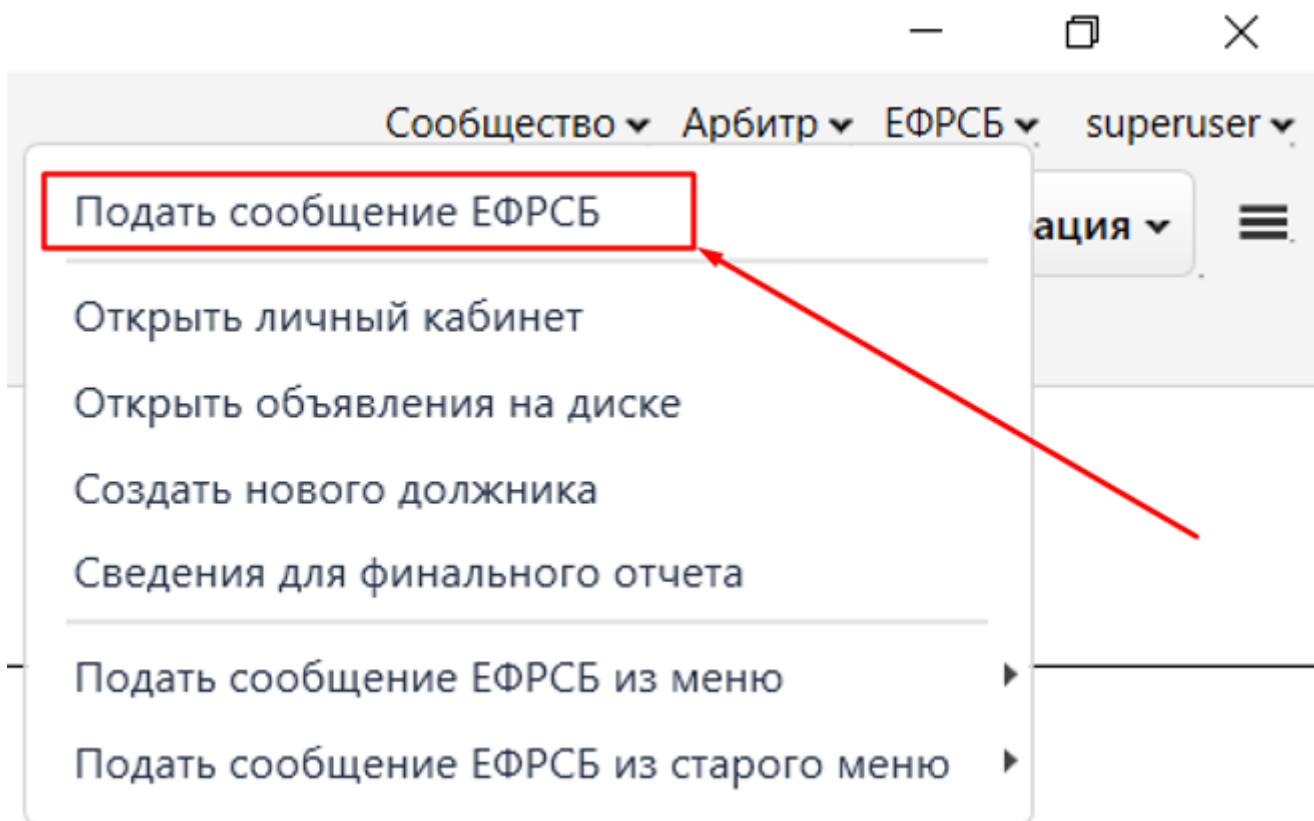 Сообщество Арбитр ЕФРСБ superuser
Подать сообщение ЕФРСБ
ация
Открыть личный кабинет
Открыть объявления на диске
Создать нового должника
Сведения для финального отчета
Подать сообщение ЕФРСБ из меню
Подать сообщение ЕФРСБ из старого меню